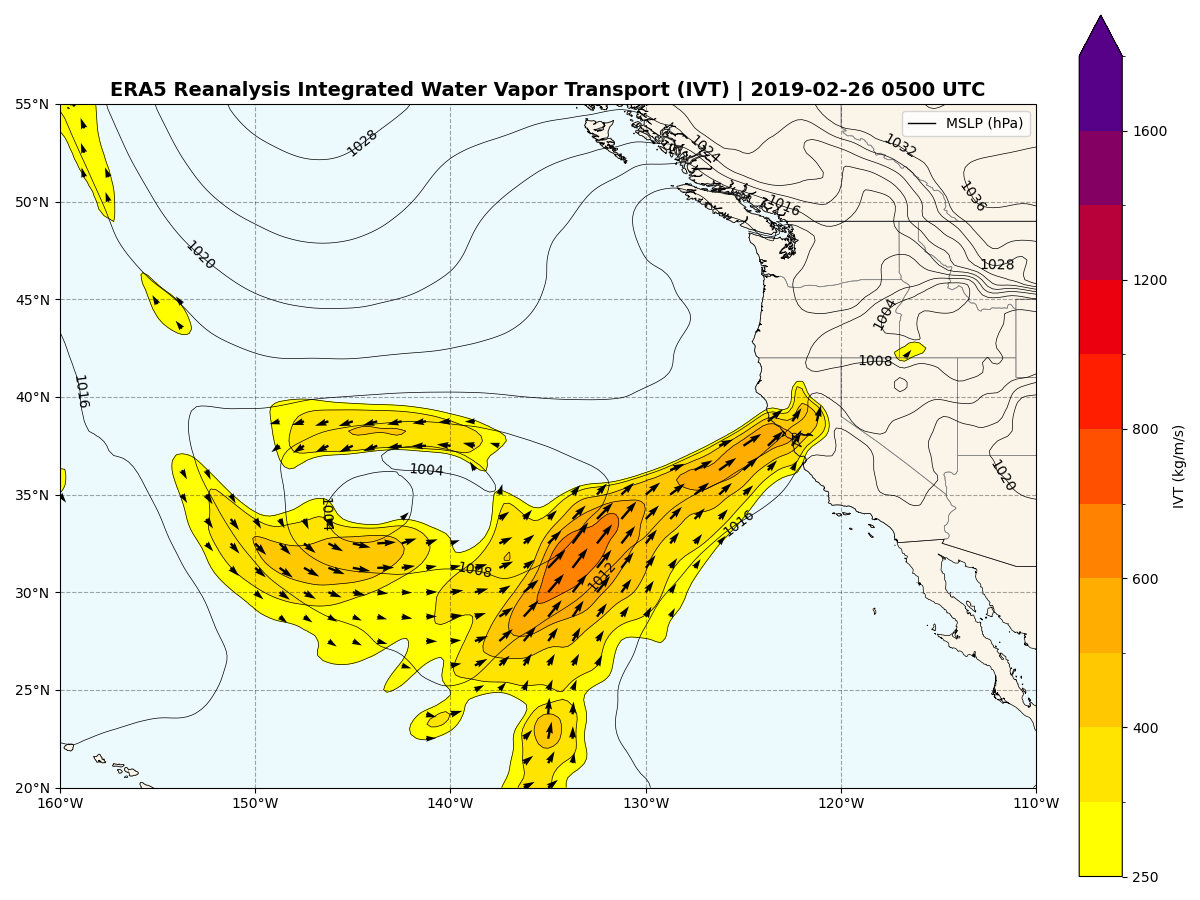 ERA5 Reanalysis Integrated Water Vapor Transport (IVT) | 2019-02-26 0500 UTC
MSLP (hPa)
55°N
50°N
45°N
40°N
35°N
30°N
25°N
20°N
160°W
150°W
140°W
130°W
120°W
110°W
1028
1024
1032
1036
1016
1020
1028
1004
1008
1016
1020
1004
1004
1008
1012
1016
1600
1200
800
600
400
250
IVT (kg/m/s)